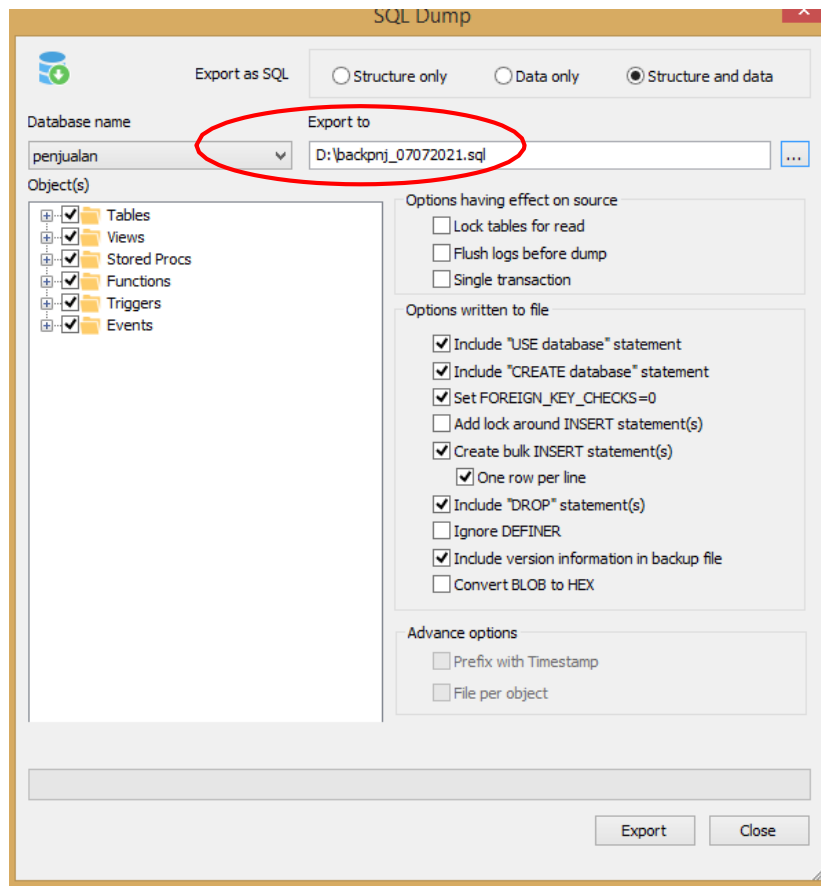 SQL Dump
Export as SQL
Structure only
Data only
Structure and data
Database name
Export to
penjualan
D:\backpnj_07072021.sql
...
Object(s)
Tables
Views
Stored Procs
Functions
Triggers
Events
Options having effect on source
Lock tables for read
Flush logs before dump
Single transaction
Options written to file
Include "USE database" statement
Include "CREATE database" statement
Set FOREIGN_KEY_CHECKS=0
Add lock around INSERT statement(s)
Create bulk INSERT statement(s)
One row per line
Include "DROP" statement(s)
Ignore DEFINER
Include version information in backup file
Convert BLOB to HEX
Advance options
Prefix with Timestamp
File per object
Export
Close